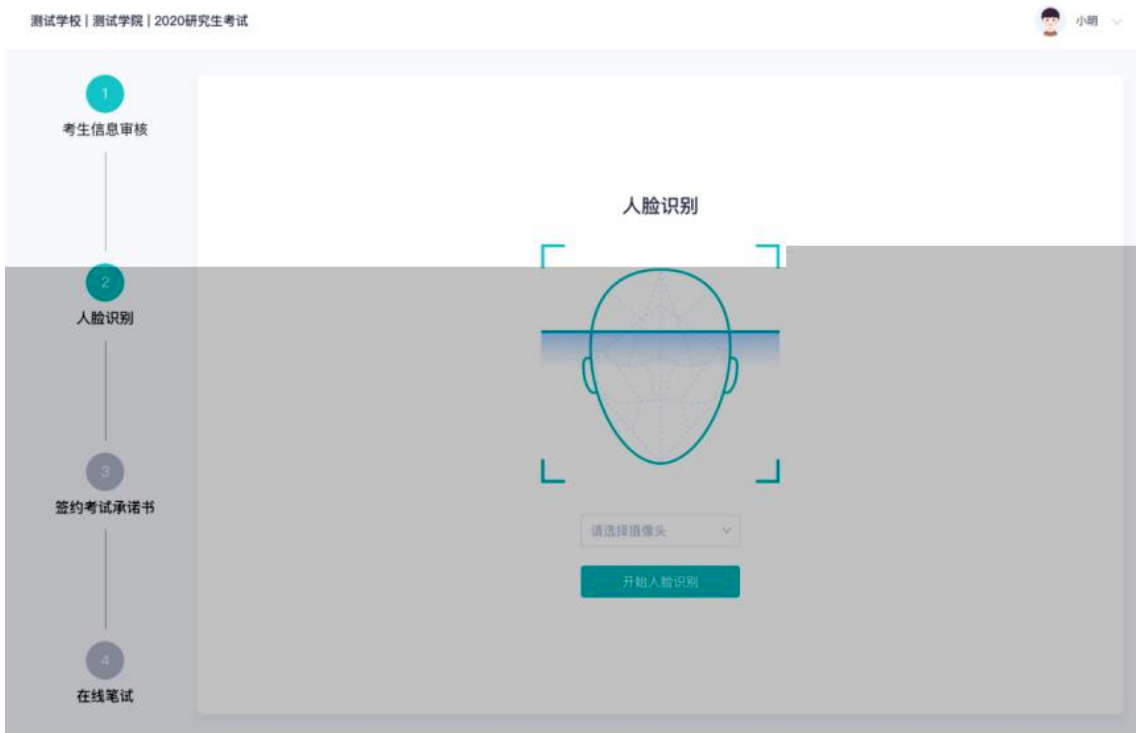 测试学校 | 测试学院 | 2020研究生考试
小明
1
考生信息审核
2
人脸识别
3
签约考试承诺书
4
在线笔试
人脸识别
请选择摄像头
开始人脸识别